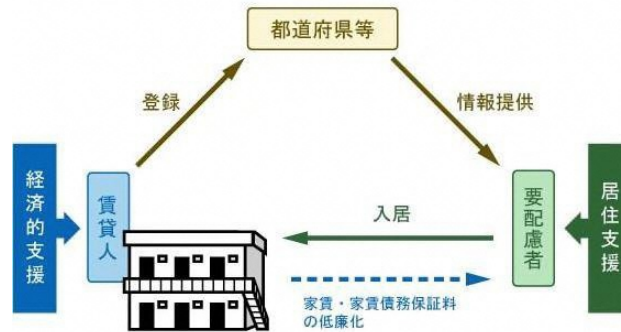 都道府県等
登録
情報提供
経済的支援
賃貸人
入居
要配慮者
居住支援
家賃・家賃債務保証料
の低廉化